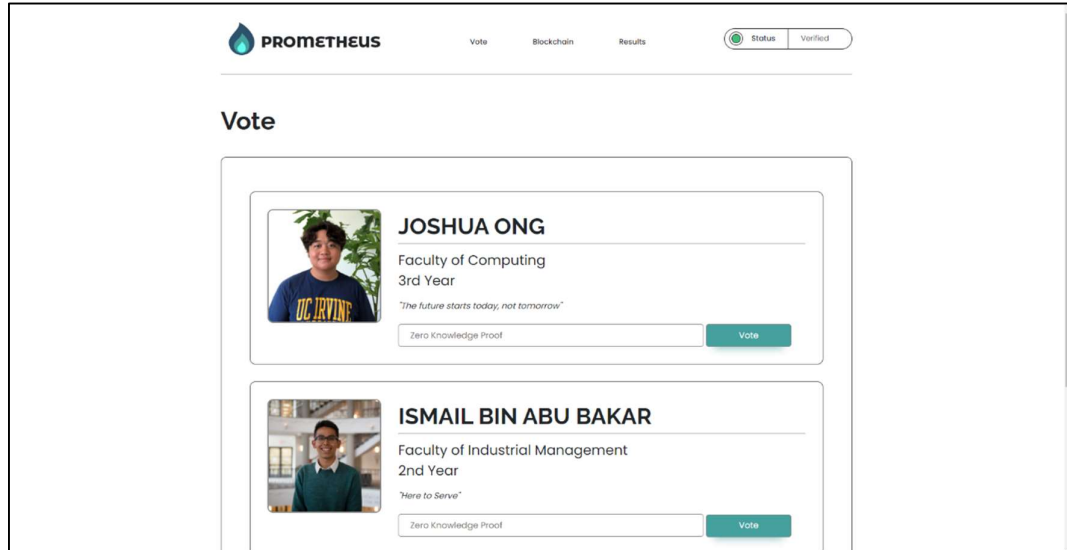 PROMETHEUS
Vote Blockchain Results Status Verified
Vote
JOSHUA ONG
Faculty of Computing
3rd Year
"The future starts today, not tomorrow"
UC IRVINE
Zero Knowledge Proof Vote
ISMAIL BIN ABU BAKAR
Faculty of Industrial Management
2nd Year
"Here to Serve"
Zero Knowledge Proof Vote